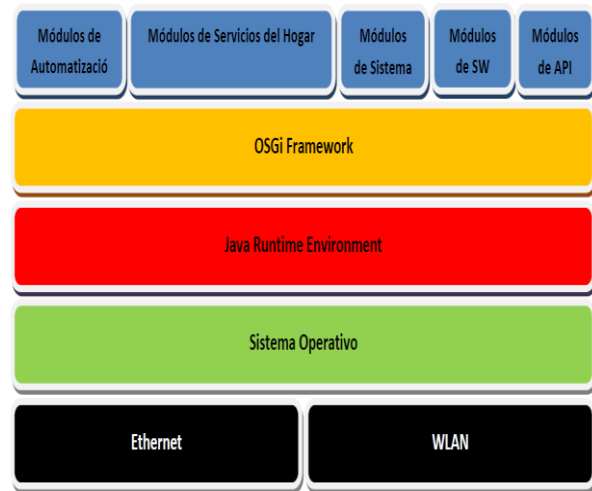 Módulos de
Automatizació
Módulos de Servicios del Hogar
Módulos
de Sistema
Módulos
de SW
Módulos
de API
OSGi Framework
Java Runtime Environment
Sistema Operativo
Ethernet
WLAN